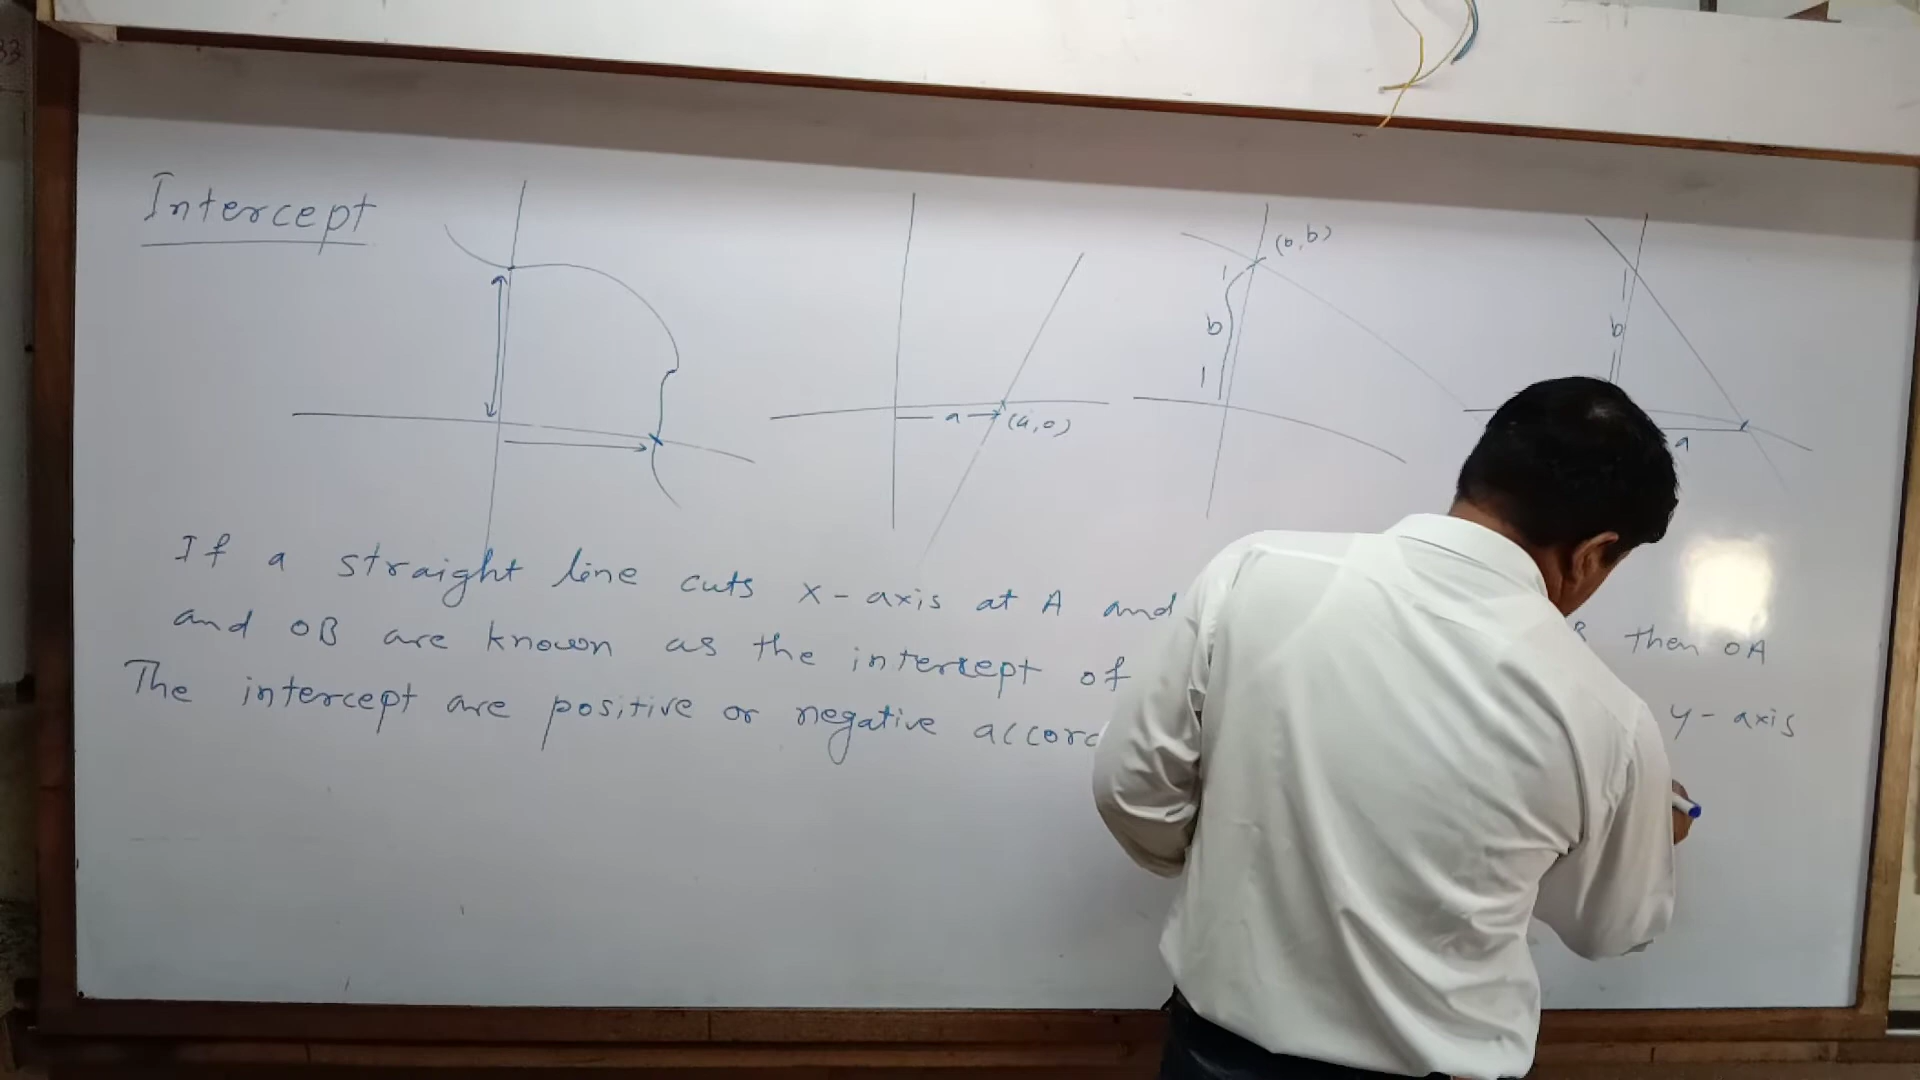 33
Intercept
(0,b)
b
b
a
(a,0)
a
If a straight line cuts x-axis at A and B then OA
and OB are known as the intercept of y-axis
The intercept are positive or negative accord